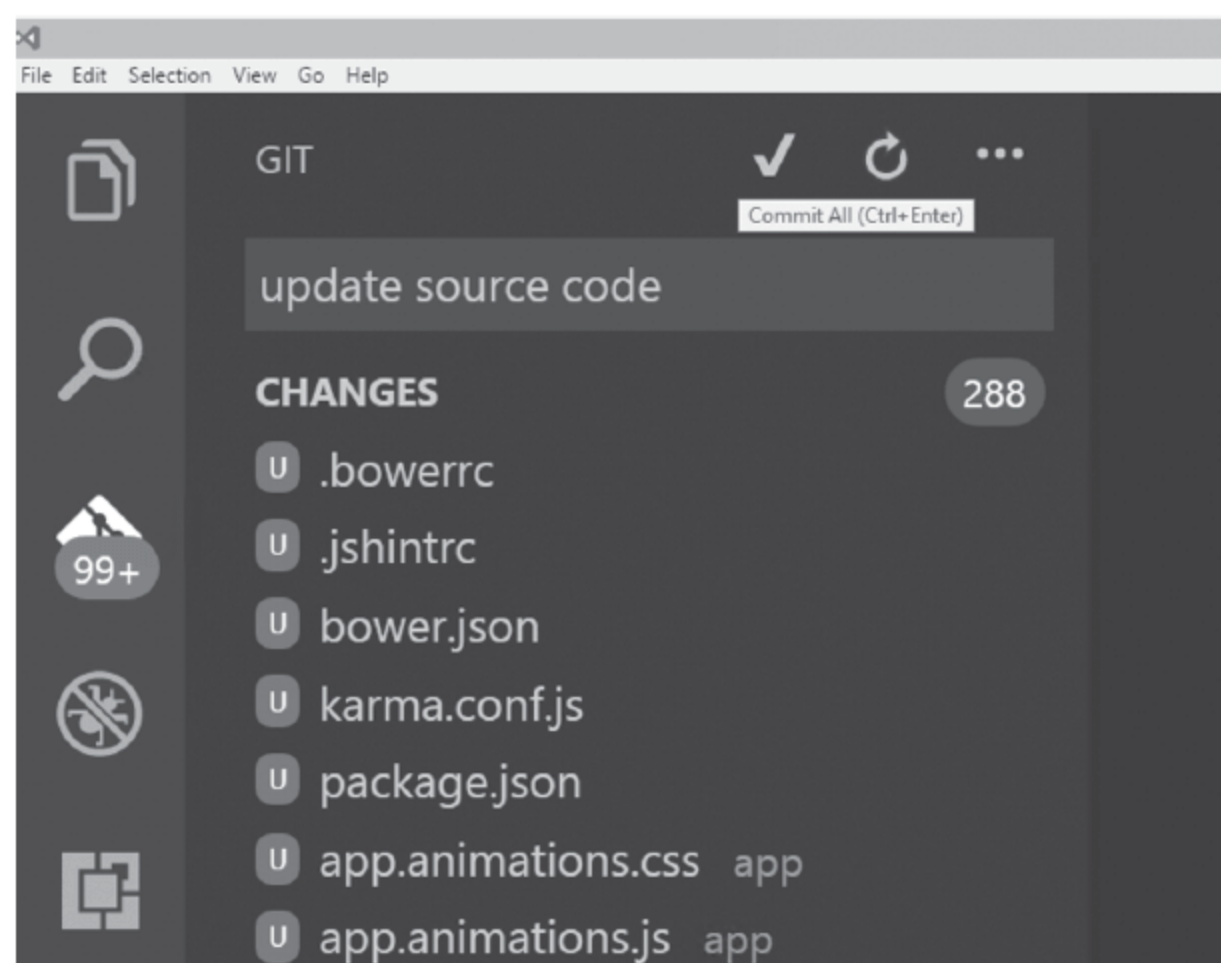 File Edit Selection View Go Help
GIT
Commit All (Ctrl+Enter)
update source code
CHANGES 288
U .bowerrc
U .jshintrc
99+
U bower.json
U karma.conf.js
U package.json
U app.animations.css app
U app.animations.js app